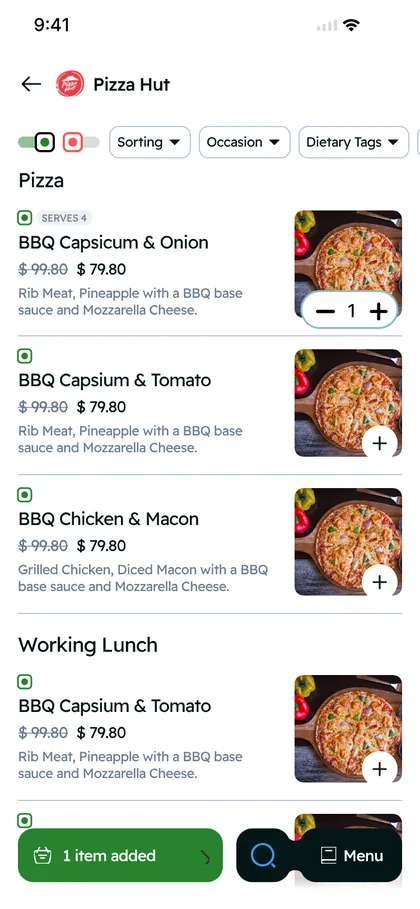 9:41
Pizza Hut
Sorting
Occasion
Dietary Tags
Pizza
SERVES 4
BBQ Capsicum & Onion
$ 99.80 $ 79.80
Rib Meat, Pineapple with a BBQ base
sauce and Mozzarella Cheese.
1
BBQ Capsium & Tomato
$ 99.80 $ 79.80
Rib Meat, Pineapple with a BBQ base
sauce and Mozzarella Cheese.
BBQ Chicken & Macon
$ 99.80 $ 79.80
Grilled Chicken, Diced Macon with a BBQ
base sauce and Mozzarella Cheese.
Working Lunch
BBQ Capsium & Tomato
$ 99.80 $ 79.80
Rib Meat, Pineapple with a BBQ base
sauce and Mozzarella Cheese.
1 item added
Menu